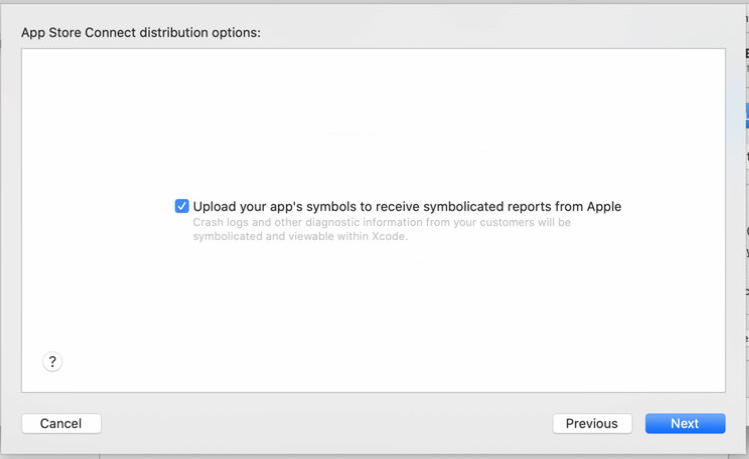 App Store Connect distribution options:
Upload your app's symbols to receive symbolicated reports from Apple
Crash logs and other diagnostic information from your customers will be
symbolicated and viewable within Xcode.
?
Cancel
Previous
Next